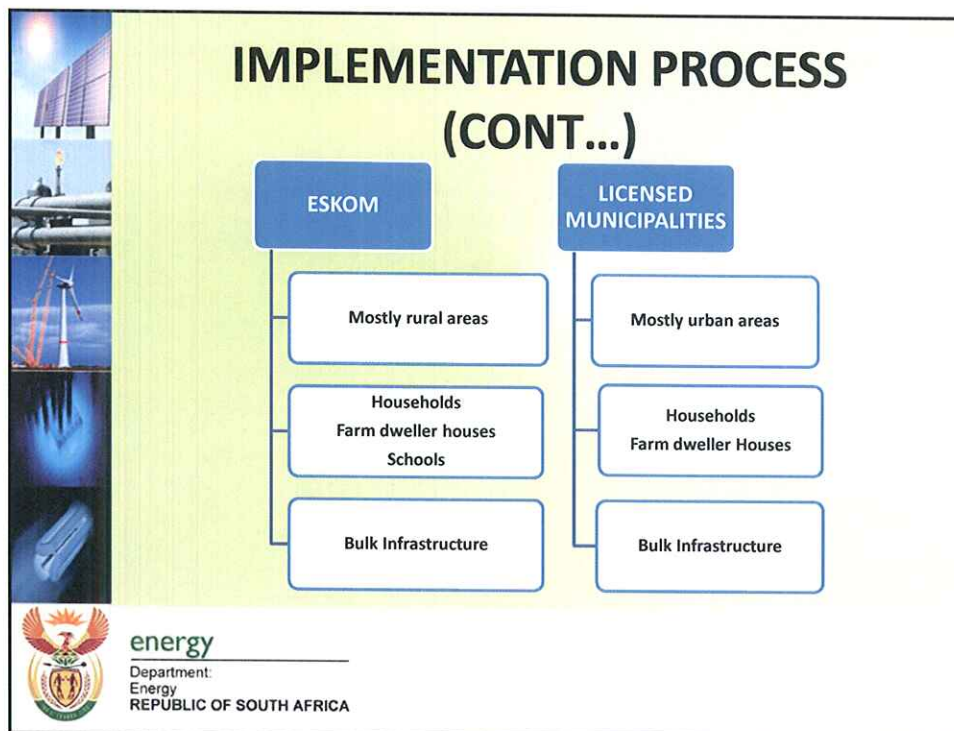 IMPLEMENTATION PROCESS
(CONT...)
ESKOM
Mostly rural areas
Households
Farm dweller houses
Schools
Bulk Infrastructure
LICENSED
MUNICIPALITIES
Mostly urban areas
Households
Farm dweller Houses
Bulk Infrastructure
energy
Department:
Energy
REPUBLIC OF SOUTH AFRICA